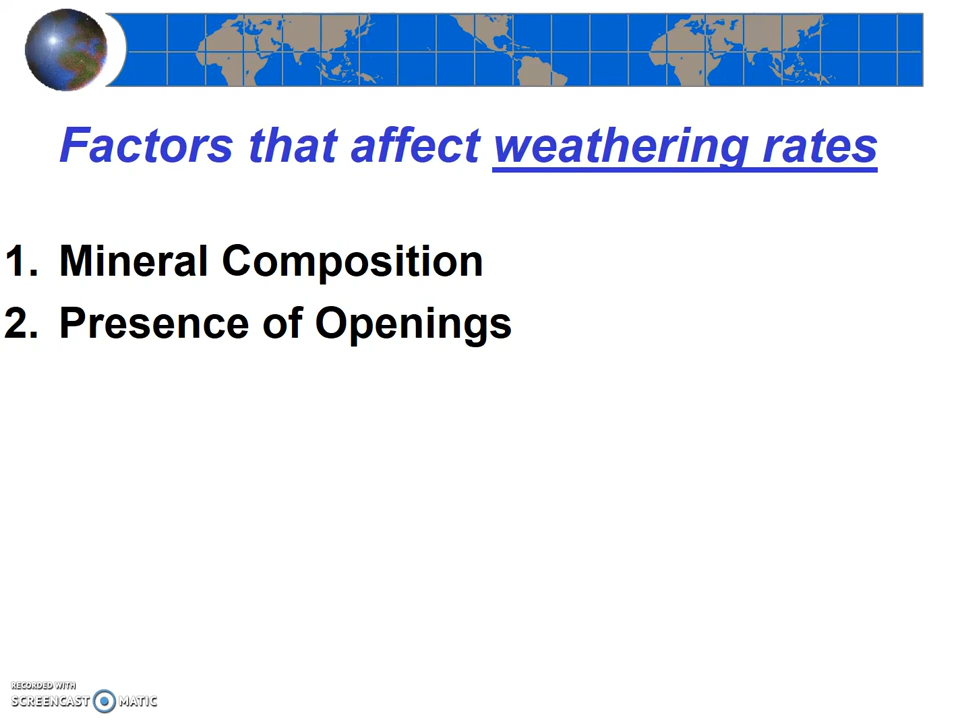 Factors that affect weathering rates
1. Mineral Composition
2. Presence of Openings
RECORDED WITH
SCREENCAST MATIC